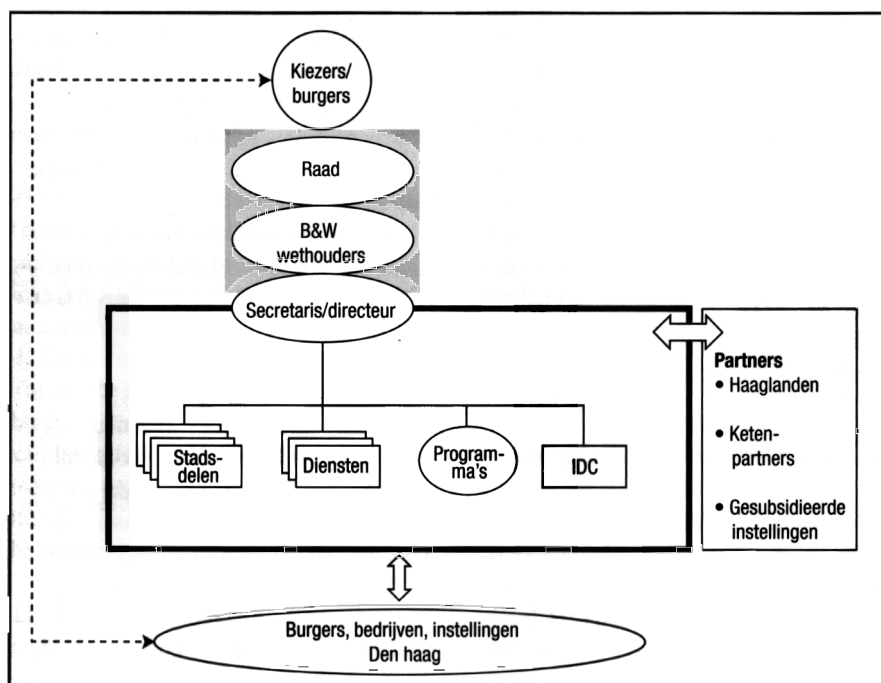 Kiezers/
burgers
Raad
B&W
wethouders
Secretaris/directeur
Stads-
delen
Diensten
Program-
ma's
IDC
Partners
• Haaglanden
• Keten-
partners
• Gesubsidieerde
instellingen
Burgers, bedrijven, instellingen
Den haag